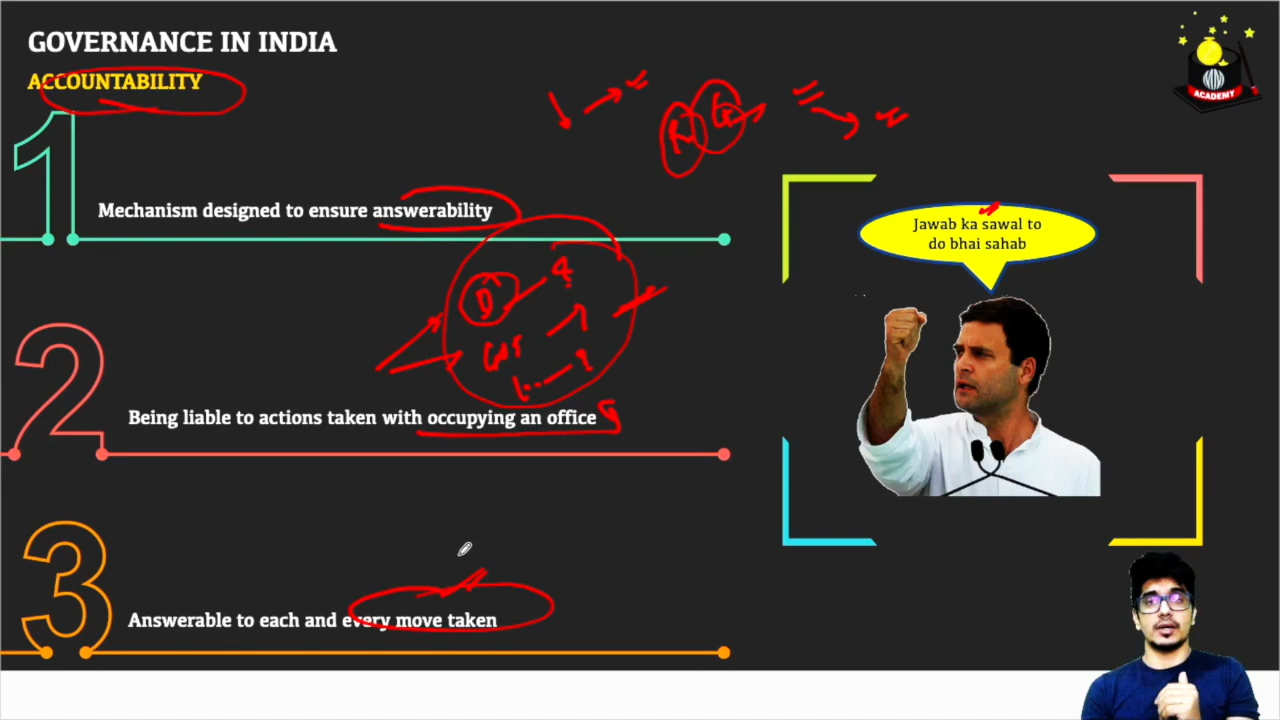 GOVERNANCE IN INDIA
ACCOUNTABILITY
ACADEMY
1
Mechanism designed to ensure answerability
Jawab ka sawal to
do bhai sahab
2
Being liable to actions taken with occupying an office
3
Answerable to each and every move taken